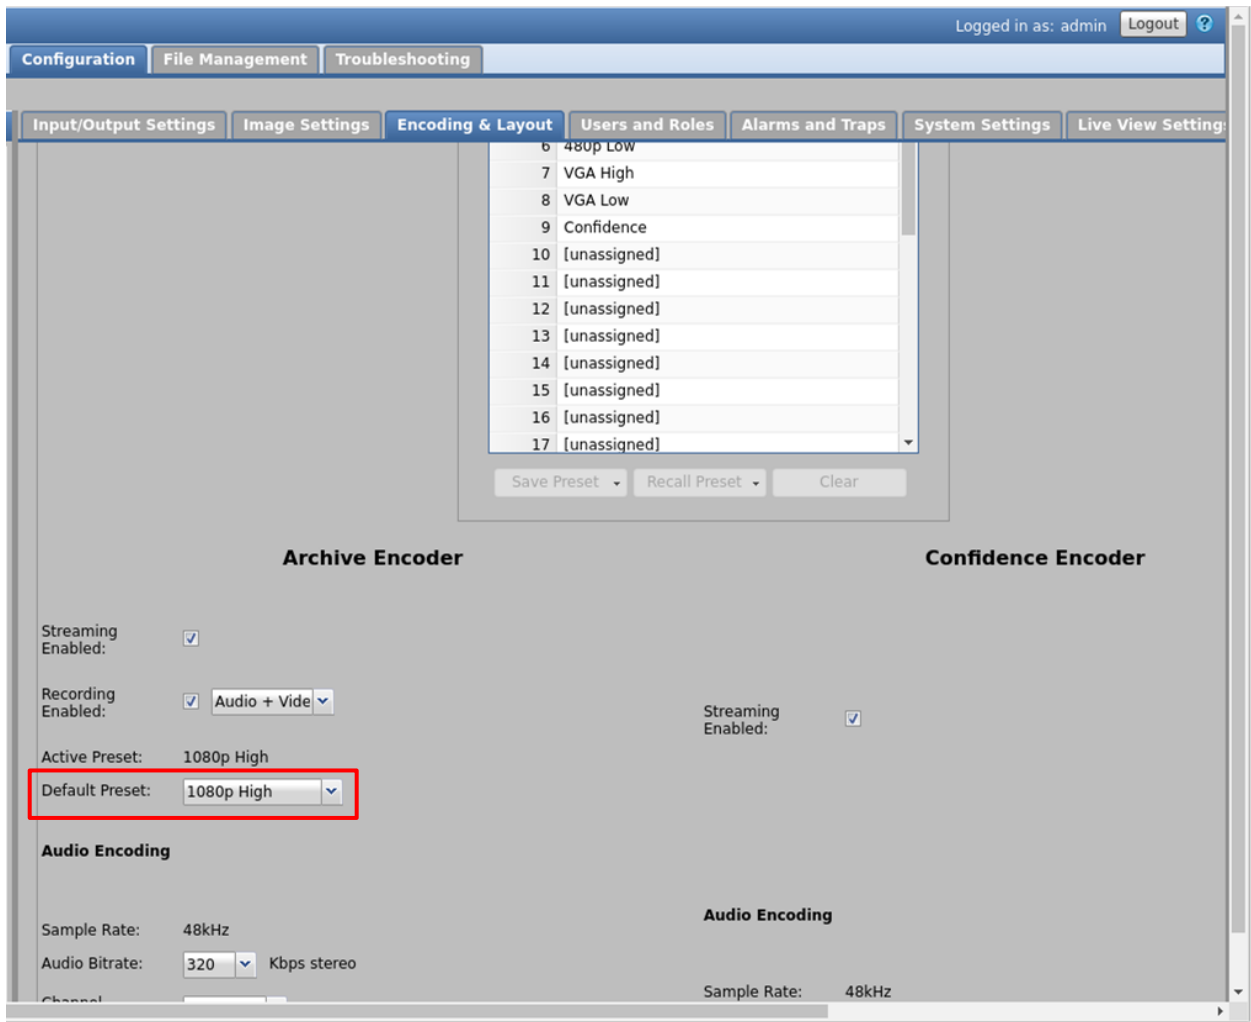 Logged in as: admin Logout ?
Configuration File Management Troubleshooting
Input/Output Settings Image Settings Encoding & Layout Users and Roles Alarms and Traps System Settings Live View Setting
6 480p Low
7 VGA High
8 VGA Low
9 Confidence
10 [unassigned]
11 [unassigned]
12 [unassigned]
13 [unassigned]
14 [unassigned]
15 [unassigned]
16 [unassigned]
17 [unassigned]
Save Preset Recall Preset Clear
Archive Encoder
Streaming
Enabled:
Recording
Enabled:
Audio + Vide
Active Preset: 1080p High
Default Preset: 1080p High
Audio Encoding
Sample Rate: 48kHz
Audio Bitrate: 320 Kbps stereo
Channel
Confidence Encoder
Streaming
Enabled:
Audio Encoding
Sample Rate: 48kHz